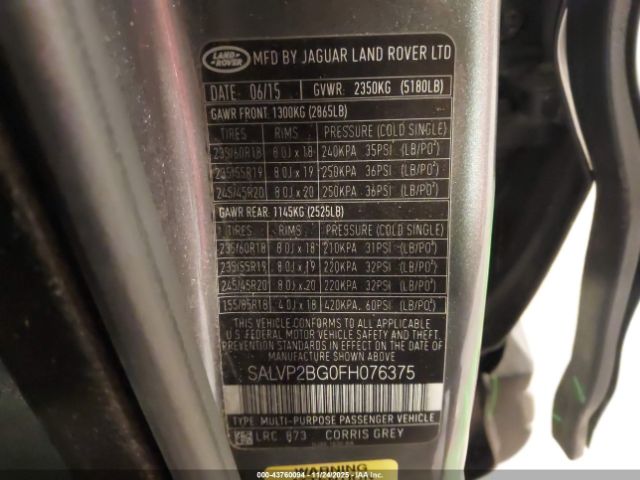 LAND ROVER
MFD BY JAGUAR LAND ROVER LTD
DATE: 06/15 GVWR: 2350KG (5180LB)
GAWR FRONT: 1300KG (2865LB)
TIRES RIMS PRESSURE (COLD SINGLE)
235/60R18 8.0J x 18 240KPA 35PSI (LB/PO²)
235/55R19 8.0J x 19 250KPA 36PSI (LB/PO²)
245/45R20 8.0J x 20 250KPA 36PSI (LB/PO²)
GAWR REAR: 1145KG (2525LB)
TIRES RIMS PRESSURE (COLD SINGLE)
235/60R18 8.0J x 18 210KPA 31PSI (LB/PO²)
235/55R19 8.0J x 19 220KPA 32PSI (LB/PO²)
245/45R20 8.0J x 20 220KPA 32PSI (LB/PO²)
155/85R18 4.0J x 18 420KPA 60PSI (LB/PO²)
THIS VEHICLE CONFORMS TO ALL APPLICABLE
U.S. FEDERAL MOTOR VEHICLE SAFETY AND THEFT
PREVENTION STANDARDS IN EFFECT ON THE DATE OF
MANUFACTURE SHOWN ABOVE
SALVP2BG0FH076375
TYPE: MULTI-PURPOSE PASSENGER VEHICLE
LRC 873 CORRIS GREY
WARNING
000-43760094 - 11/24/2025 - IAAI.com